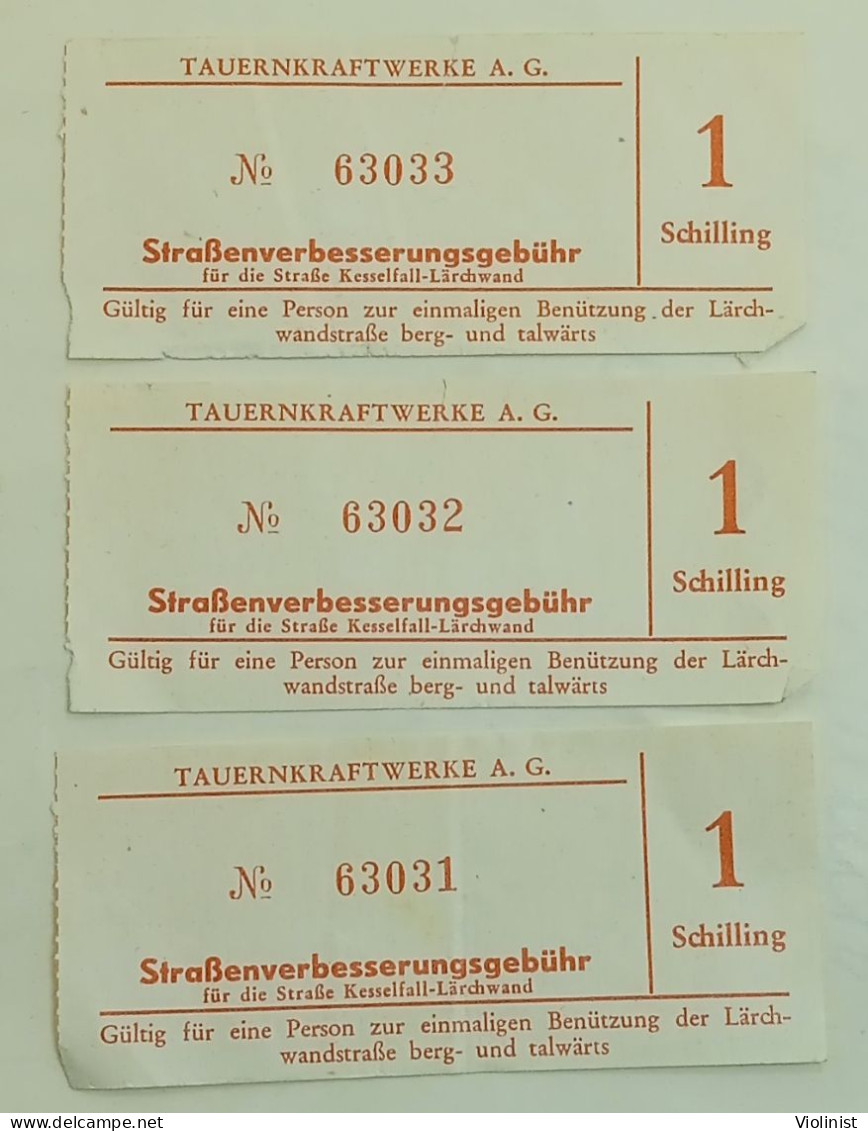 TAUERNKRAFTWERKE A. G.
№ 63033
Straßenverbesserungsgebühr
für die Straße Kesselfall-Lärchwand
1
Schilling
Gültig für eine Person zur einmaligen Benützung der Lärch-
wandstraße berg- und talwärts
TAUERNKRAFTWERKE A. G.
№ 63032
Straßenverbesserungsgebühr
für die Straße Kesselfall-Lärchwand
1
Schilling
Gültig für eine Person zur einmaligen Benützung der Lärch-
wandstraße berg- und talwärts
TAUERNKRAFTWERKE A. G.
№ 63031
Straßenverbesserungsgebühr
für die Straße Kesselfall-Lärchwand
1
Schilling
Gültig für eine Person zur einmaligen Benützung der Lärch-
wandstraße berg- und talwärts
delcampe.net
Violinist